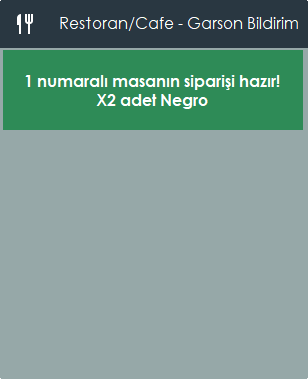 Restoran/Cafe - Garson Bildirim
1 numaralı masanın siparişi hazır!
X2 adet Negro